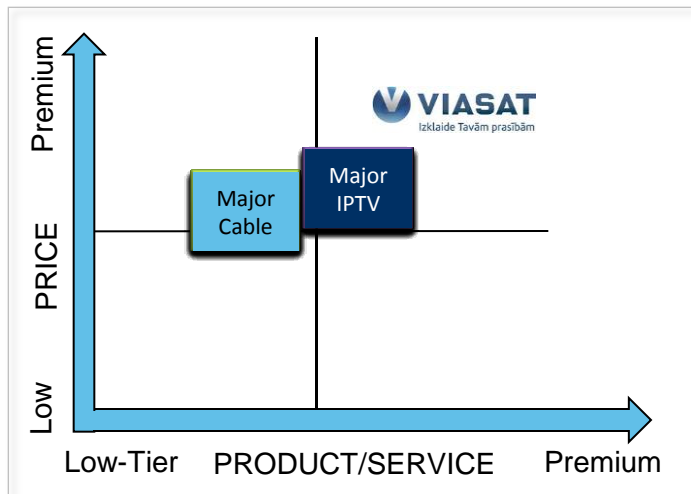 Premium
VIASAT
Izklaide Tavām prasībām
Major
IPTV
Major
Cable
PRICE
Low
Low-Tier PRODUCT/SERVICE Premium